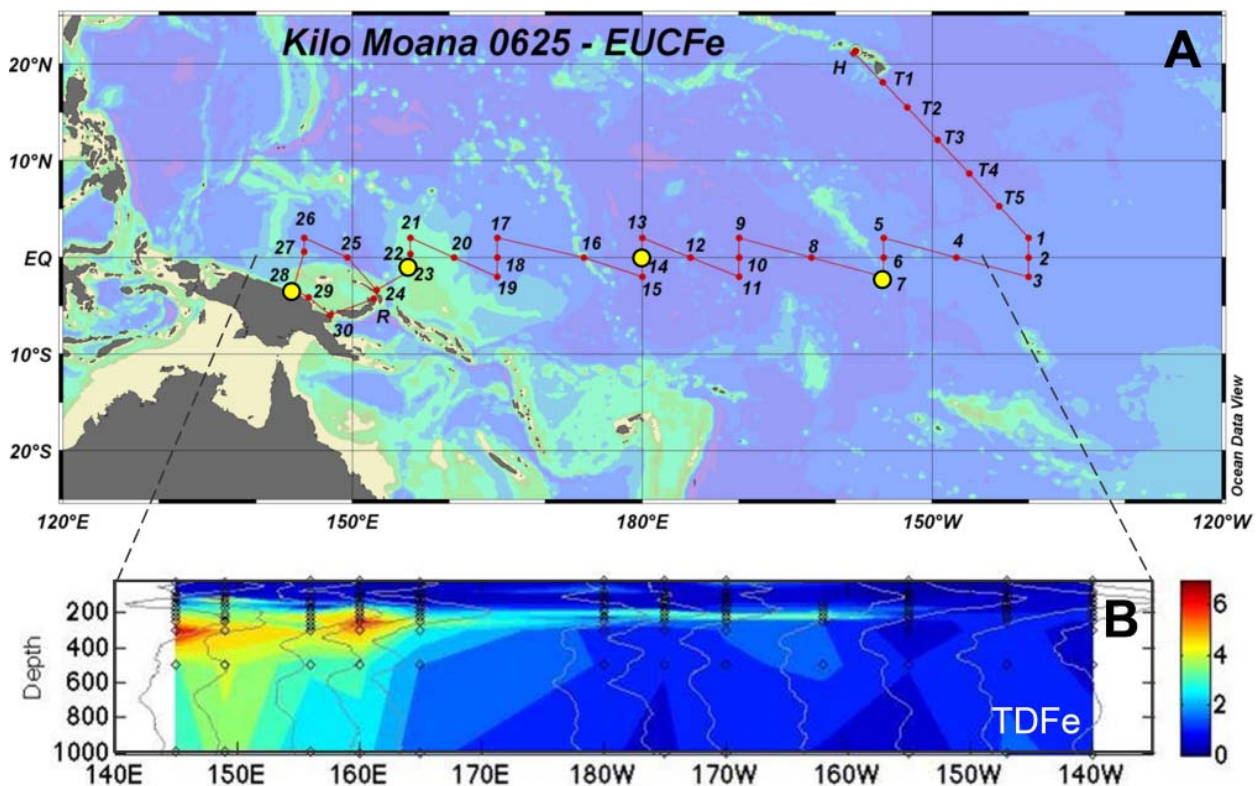 Kilo Moana 0625 - EUCFe
A
20°N
10°N
EQ
10°S
20°S
H
T1
T2
T3
T4
T5
26
21
17
13
9
5
1
27
25
22
20
18
16
14
12
10
8
6
4
2
28
29
23
19
15
11
7
3
24
R
30
Ocean Data View
120°E
150°E
180°E
150°W
120°W
B
Depth
200
400
600
800
1000
TDFe
6
4
2
0
140E
150E
160E
170E
180W
170W
160W
150W
140W